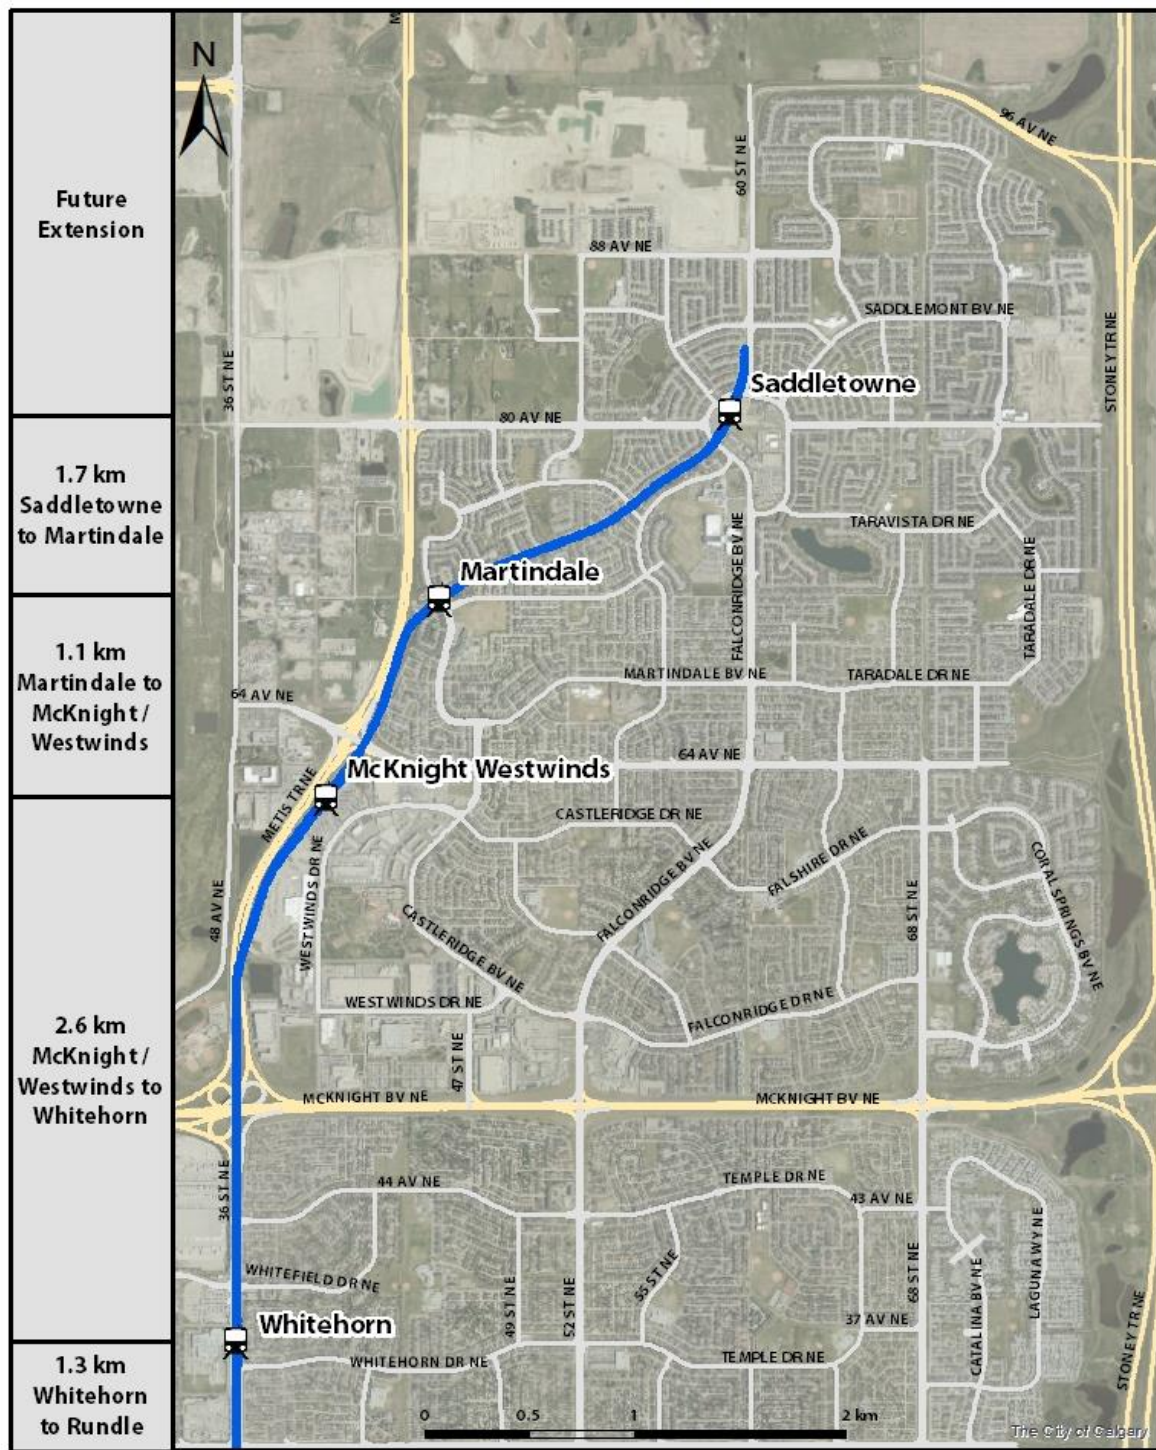 Future
Extension
1.7 km
Saddletowne
to Martindale
1.1 km
Martindale to
McKnight /
Westwinds
2.6 km
McKnight /
Westwinds to
Whitehorn
1.3 km
Whitehorn
to Rundle
N
M
96 AV NE
60 ST NE
88 AV NE
SADDLEMONT BV NE
36 ST NE
STONEY TR NE
Saddletowne
80 AV NE
FALCONRIDGE BV NE
TARAVISTA DR NE
TARADALE DR NE
Martindale
MARTINDALE BV NE
TARADALE DR NE
64 AV NE
64 AV NE
McKnight Westwinds
METIS TR NE
CASTLERIDGE DR NE
WESTWINDS DR NE
FALCONRIDGE BV NE
FALSHIRE DR NE
CORAL SPRINGS BV NE
48 AV NE
68 ST NE
CASTLERIDGE BV NE
WESTWINDS DR NE
FALCONRIDGE DR NE
47 ST NE
MCKNIGHT BV NE
MCKNIGHT BV NE
36 ST NE
44 AV NE
TEMPLE DR NE
43 AV NE
LAGUNA WY NE
WHITEFIELD DR NE
55 ST NE
68 ST NE
49 ST NE
52 ST NE
37 AV NE
CATALINA BV NE
STONEY TR NE
Whitehorn
WHITEHORN DR NE
TEMPLE DR NE
0 0.5 1 2 km
The City of Calgary